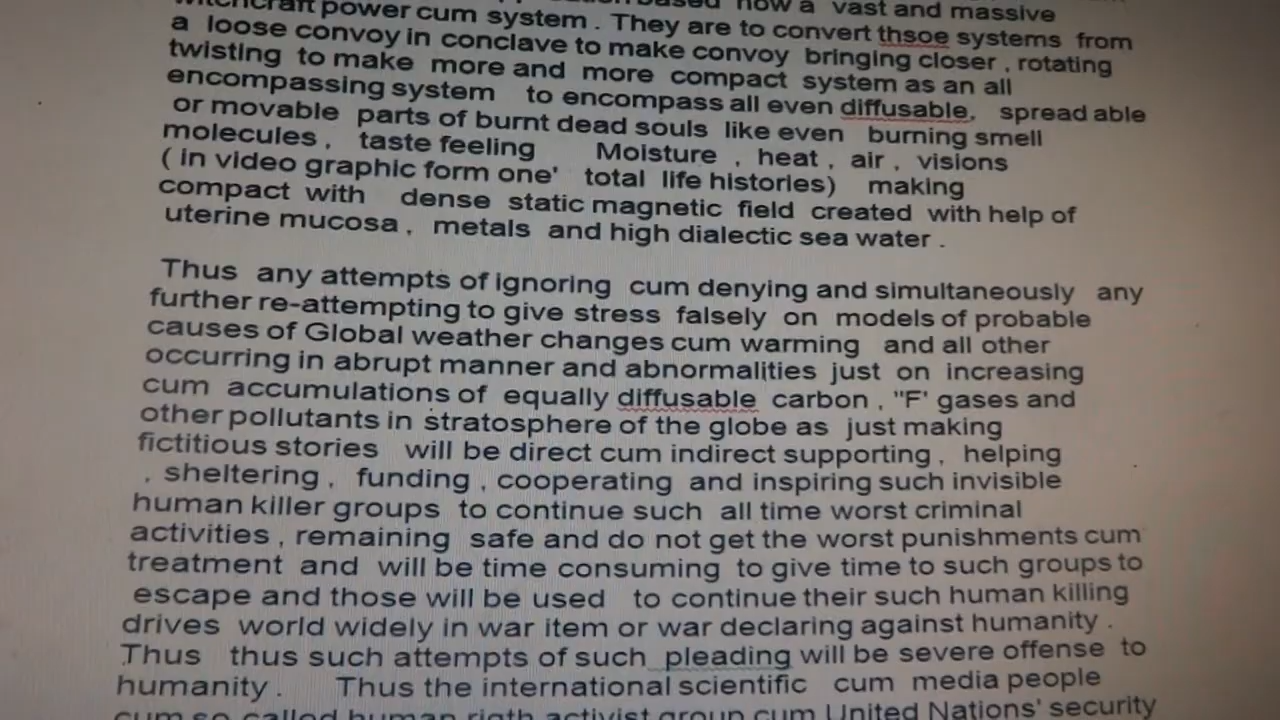 power cum system . They are to convert thsoe systems from
a loose convoy in conclave to make convoy bringing closer , rotating
twisting to make more and more compact system as an all
encompassing system to encompass all even diffusable, spread able
or movable parts of burnt dead souls like even burning smell
molecules , taste feeling Moisture , heat , air , visions
( in video graphic form one' total life histories) making
compact with dense static magnetic field created with help of
uterine mucosa , metals and high dialectic sea water .
Thus any attempts of ignoring cum denying and simultaneously any
further re-attempting to give stress falsely on models of probable
causes of Global weather changes cum warming and all other
occurring in abrupt manner and abnormalities just on increasing
cum accumulations of equally diffusable carbon , "F' gases and
other pollutants in stratosphere of the globe as just making
fictitious stories will be direct cum indirect supporting , helping
, sheltering , funding , cooperating and inspiring such invisible
human killer groups to continue such all time worst criminal
activities , remaining safe and do not get the worst punishments cum
treatment and will be time consuming to give time to such groups to
escape and those will be used to continue their such human killing
drives world widely in war item or war declaring against humanity .
Thus thus such attempts of such pleading will be severe offense to
humanity . Thus the international scientific cum media people
cum so called human rigth activist group cum United Nations' security